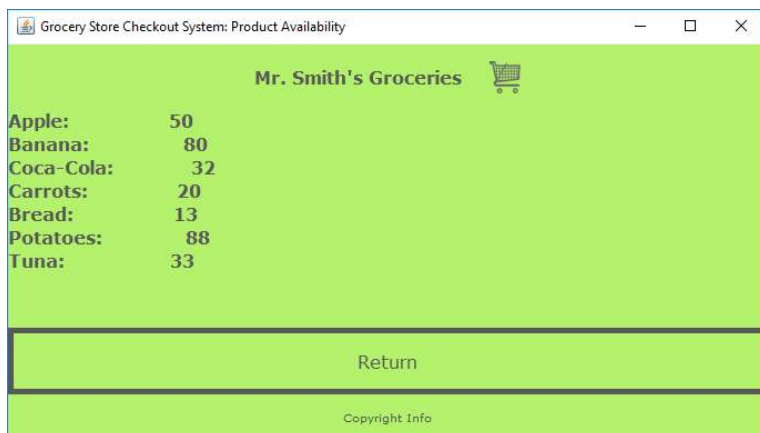 Grocery Store Checkout System: Product Availability
Mr. Smith's Groceries
Apple: 50
Banana: 80
Coca-Cola: 32
Carrots: 20
Bread: 13
Potatoes: 88
Tuna: 33
Return
Copyright Info